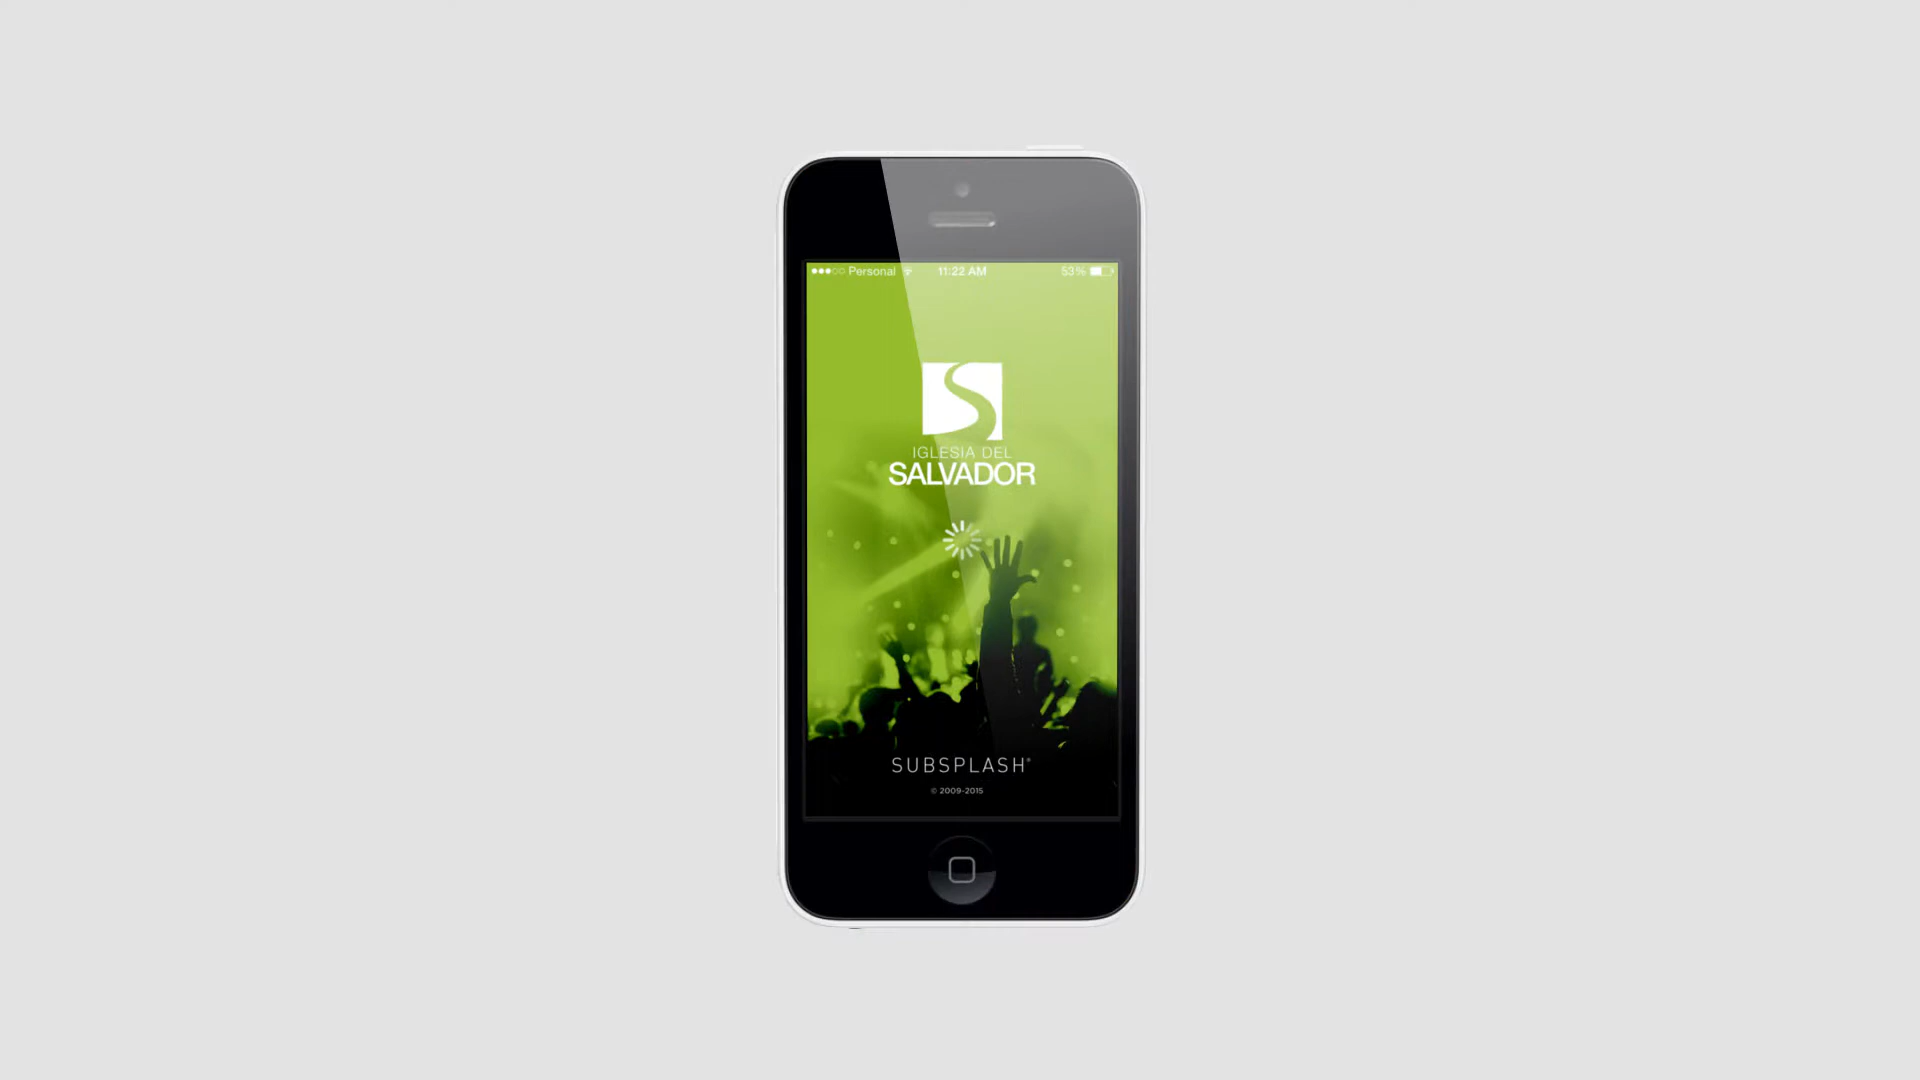 Personal 11:22 AM 53%
IGLESIA DEL
SALVADOR
SUBSPLASH®
© 2009-2015